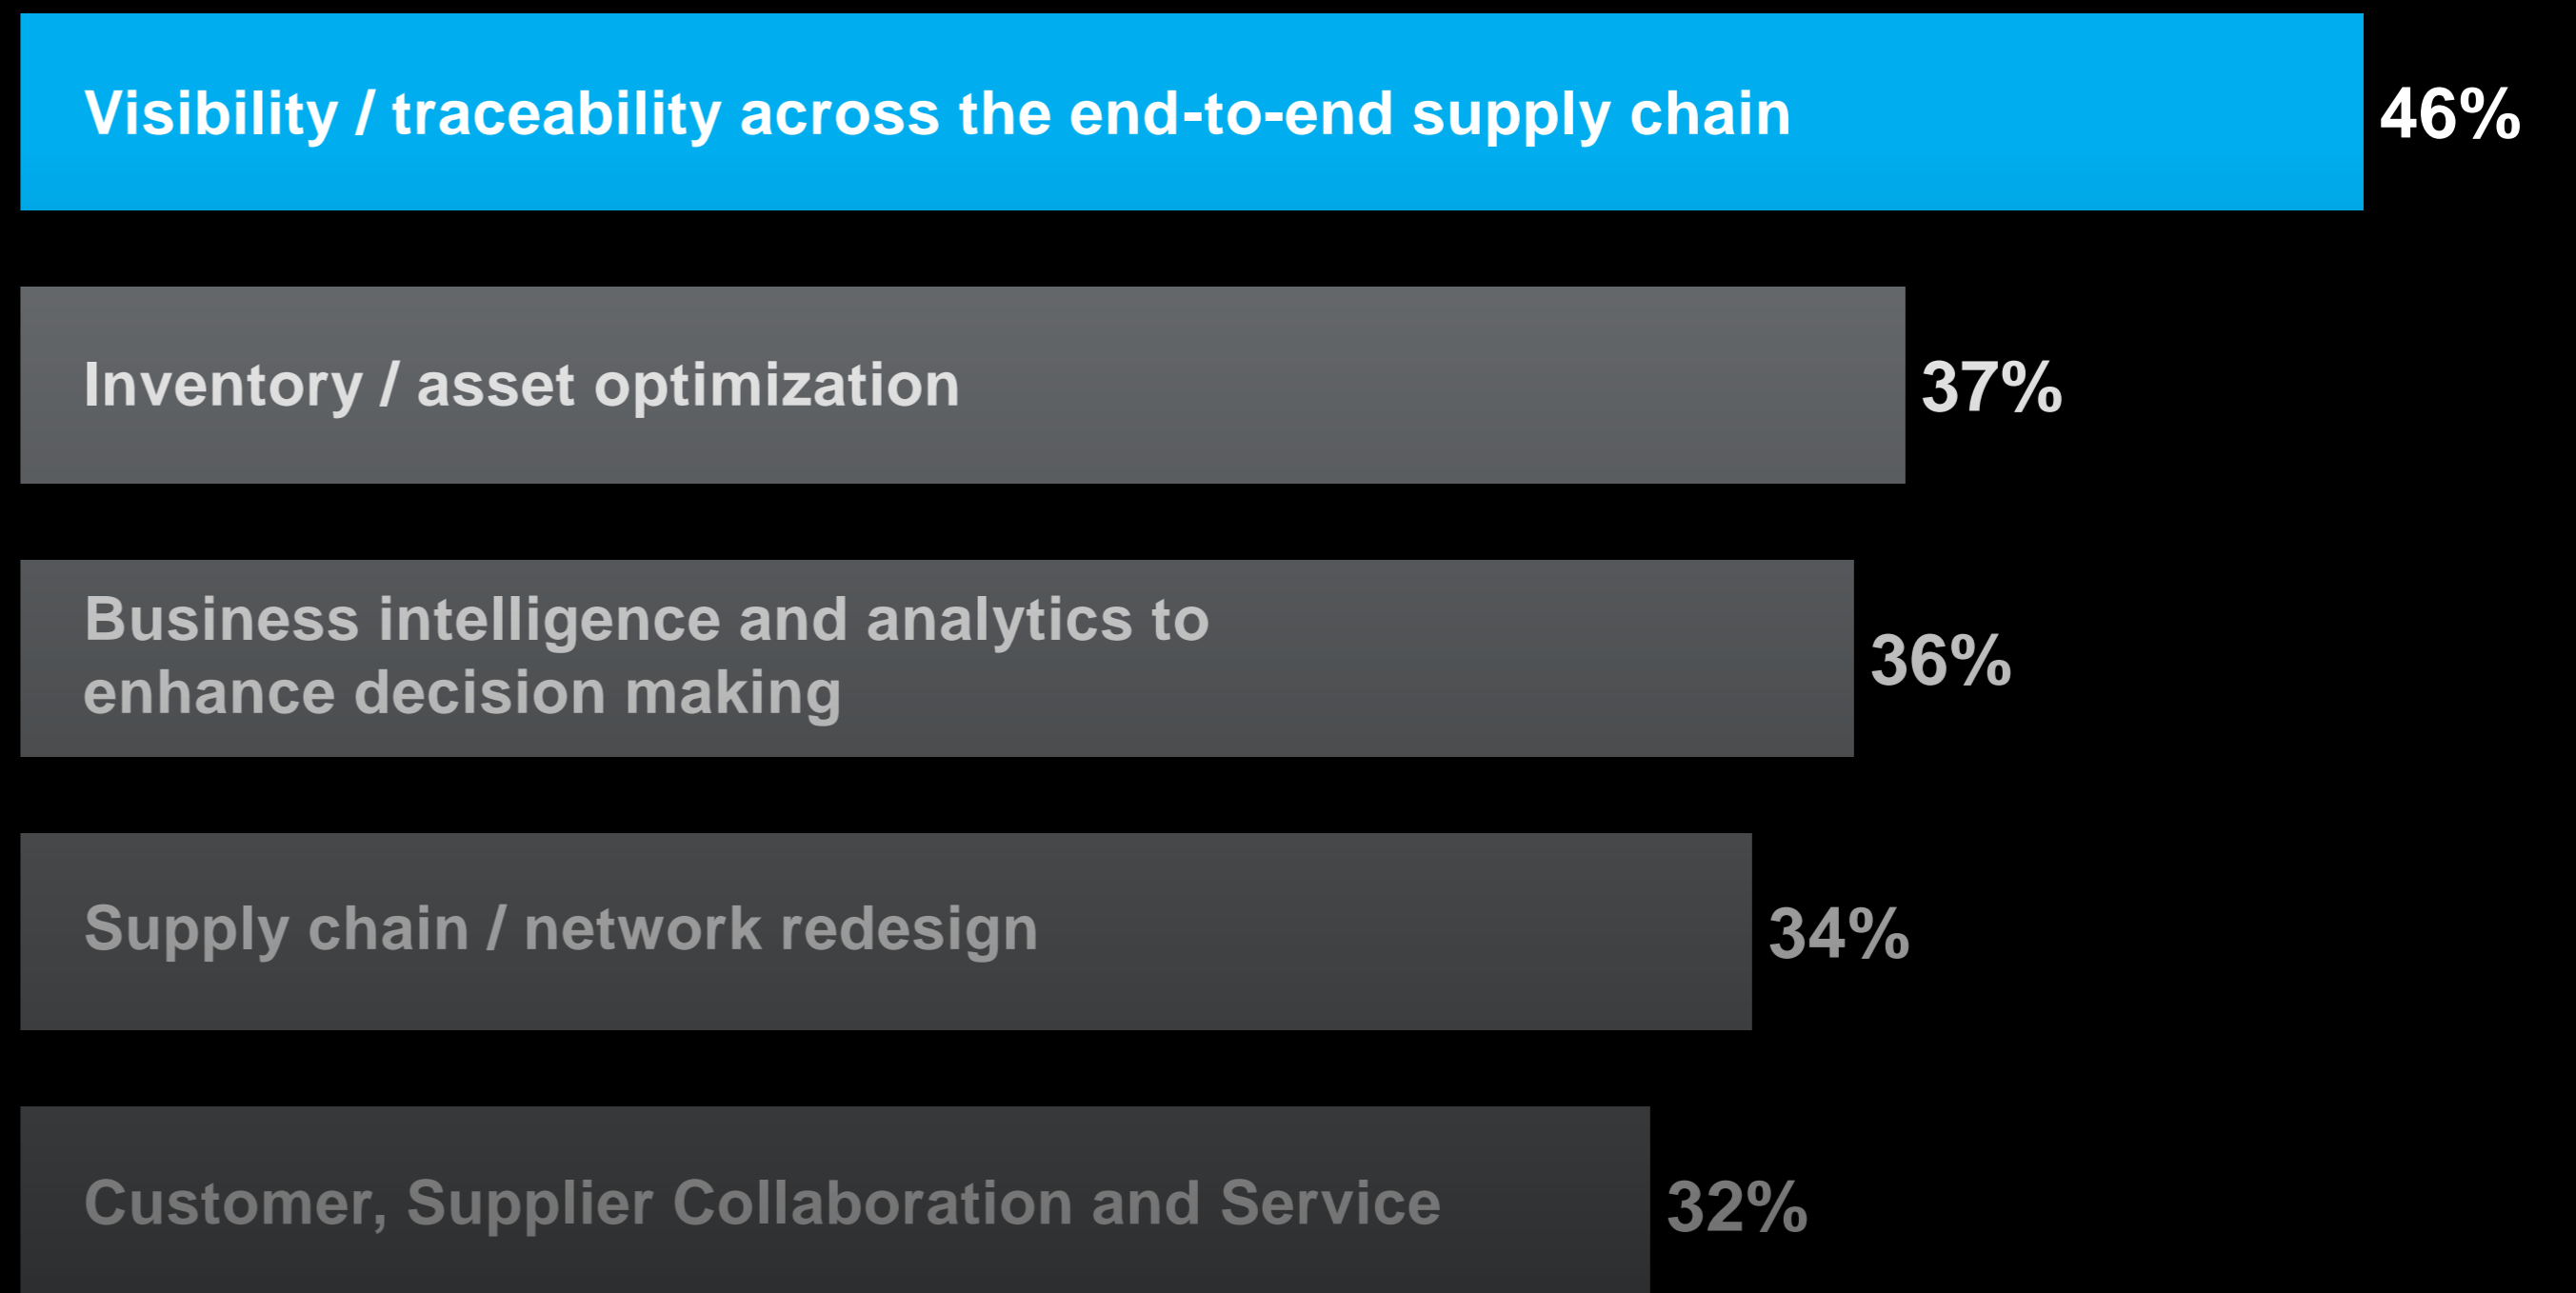 Visibility / traceability across the end-to-end supply chain 46%
Inventory / asset optimization 37%
Business intelligence and analytics to
enhance decision making 36%
Supply chain / network redesign 34%
Customer, Supplier Collaboration and Service 32%